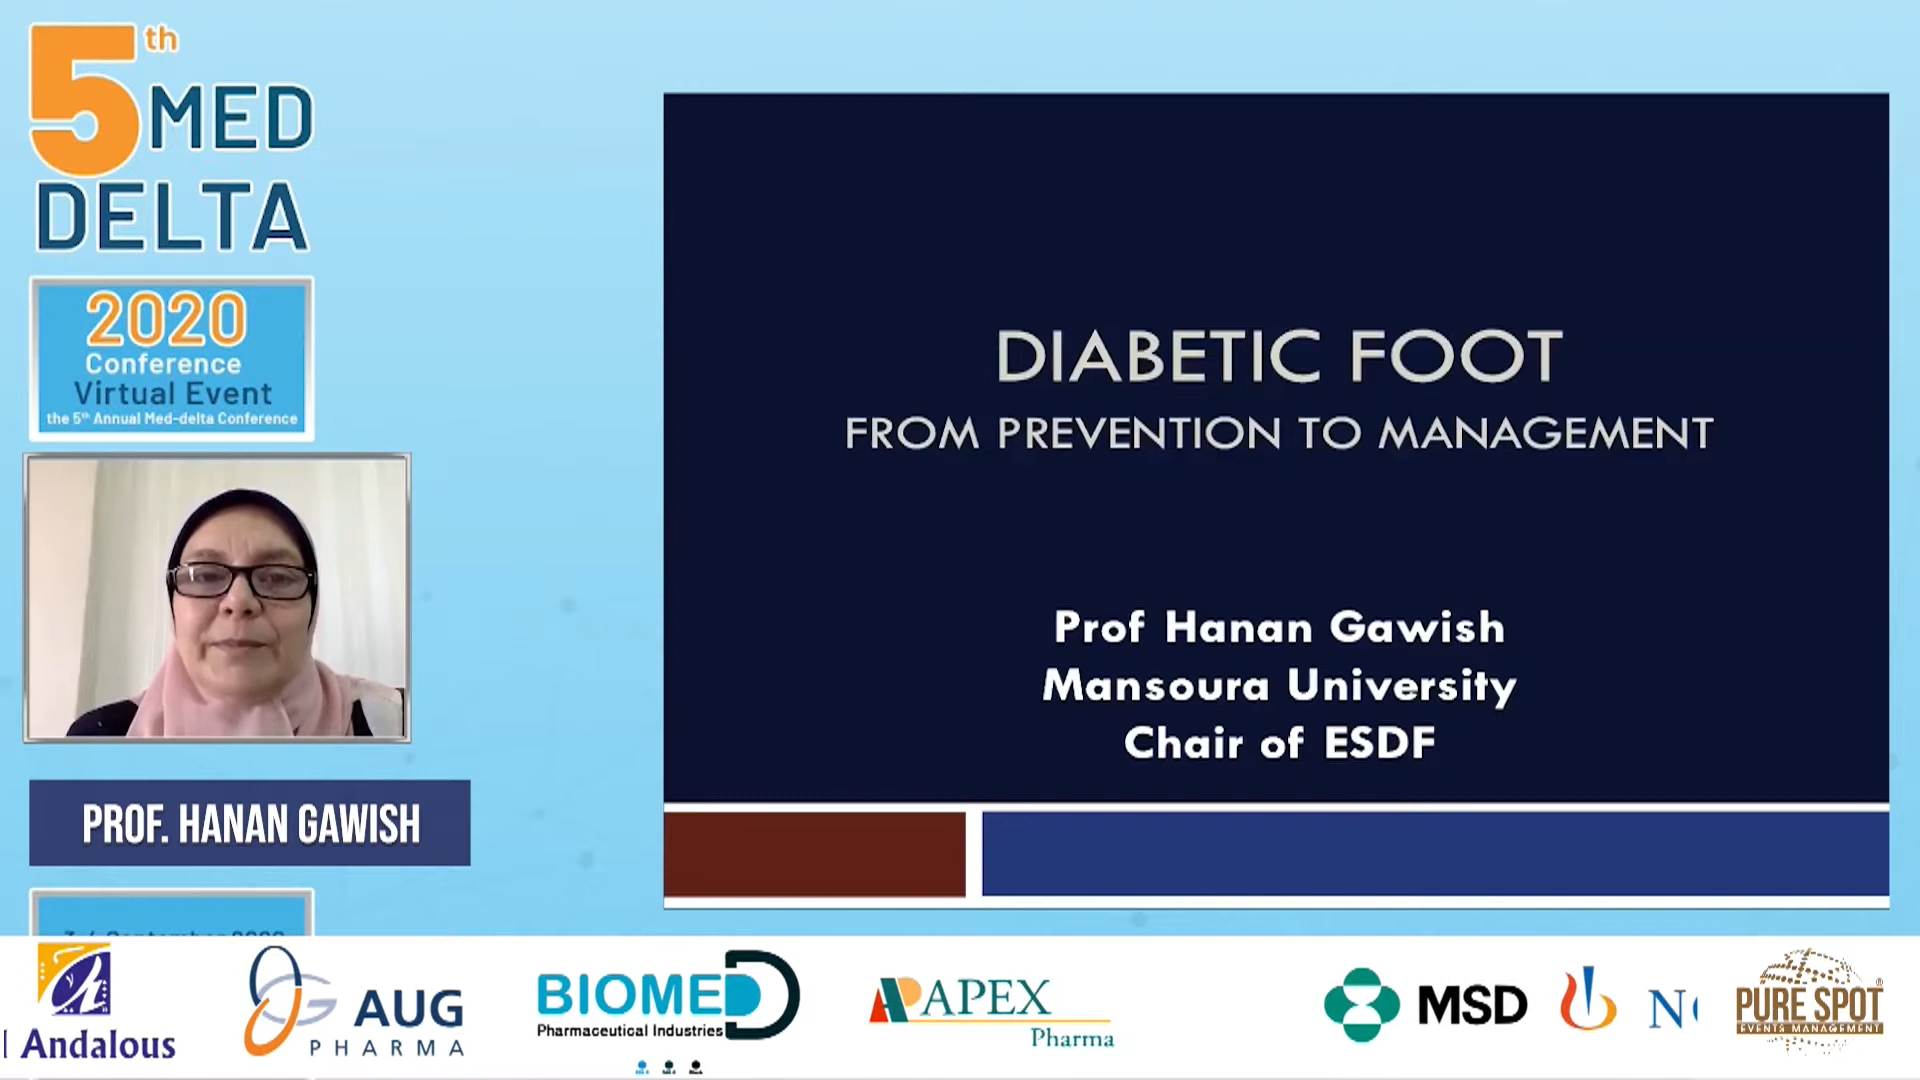 5th
MED
DELTA
2020
Conference
Virtual Event
the 5th Annual Med-delta Conference
DIABETIC FOOT
FROM PREVENTION TO MANAGEMENT
Prof Hanan Gawish
Mansoura University
Chair of ESDF
PROF. HANAN GAWISH
Andalous
AUG
PHARMA
BIOMED
Pharmaceutical Industries
APEX
Pharma
MSD
PURE SPOT®
EVENTS MANAGEMENT